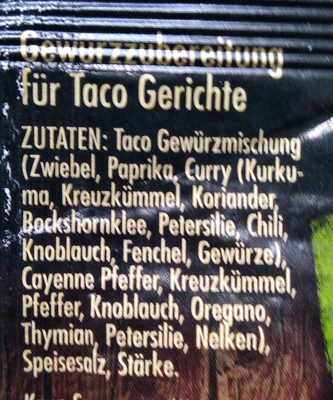 Gewürzzubereitung
für Taco Gerichte
ZUTATEN: Taco Gewürzmischung
(Zwiebel, Paprika, Curry (Kurku-
ma, Kreuzkümmel, Koriander,
Bockshornklee, Petersilie, Chili,
Knoblauch, Fenchel, Gewürze),
Cayenne Pfeffer, Kreuzkümmel,
Pfeffer, Knoblauch, Oregano,
Thymian, Petersilie, Nelken),
Speisesalz, Stärke.